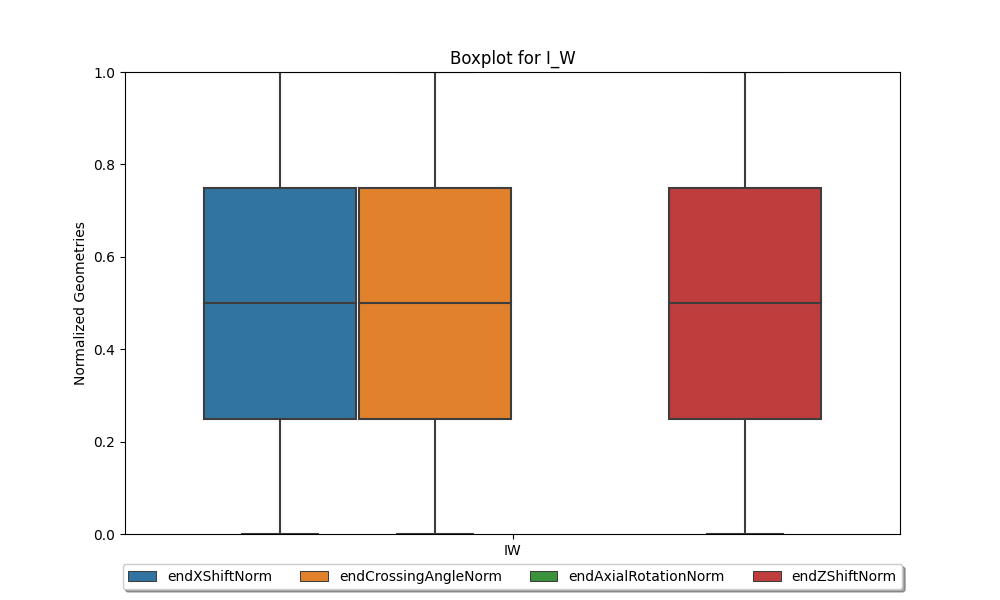 Boxplot for I_W
Normalized Geometries
1.0
0.8
0.6
0.4
0.2
0.0
IW
endXShiftNorm endCrossingAngleNorm endAxialRotationNorm endZShiftNorm